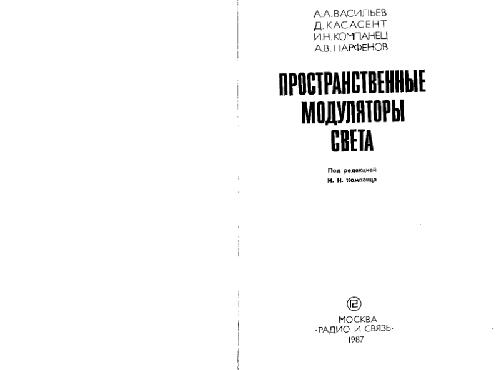 А.А.ВАСИЛЬЕВ
Д.КАСАСЕНТ
И.Н.КОМПАНЕЦ
А.В.ПАРФЕНОВ
ПРОСТРАНСТВЕННЫЕ
МОДУЛЯТОРЫ
СВЕТА
Под редакцией
И. Н. Компанца
МОСКВА
«РАДИО И СВЯЗЬ»
1987